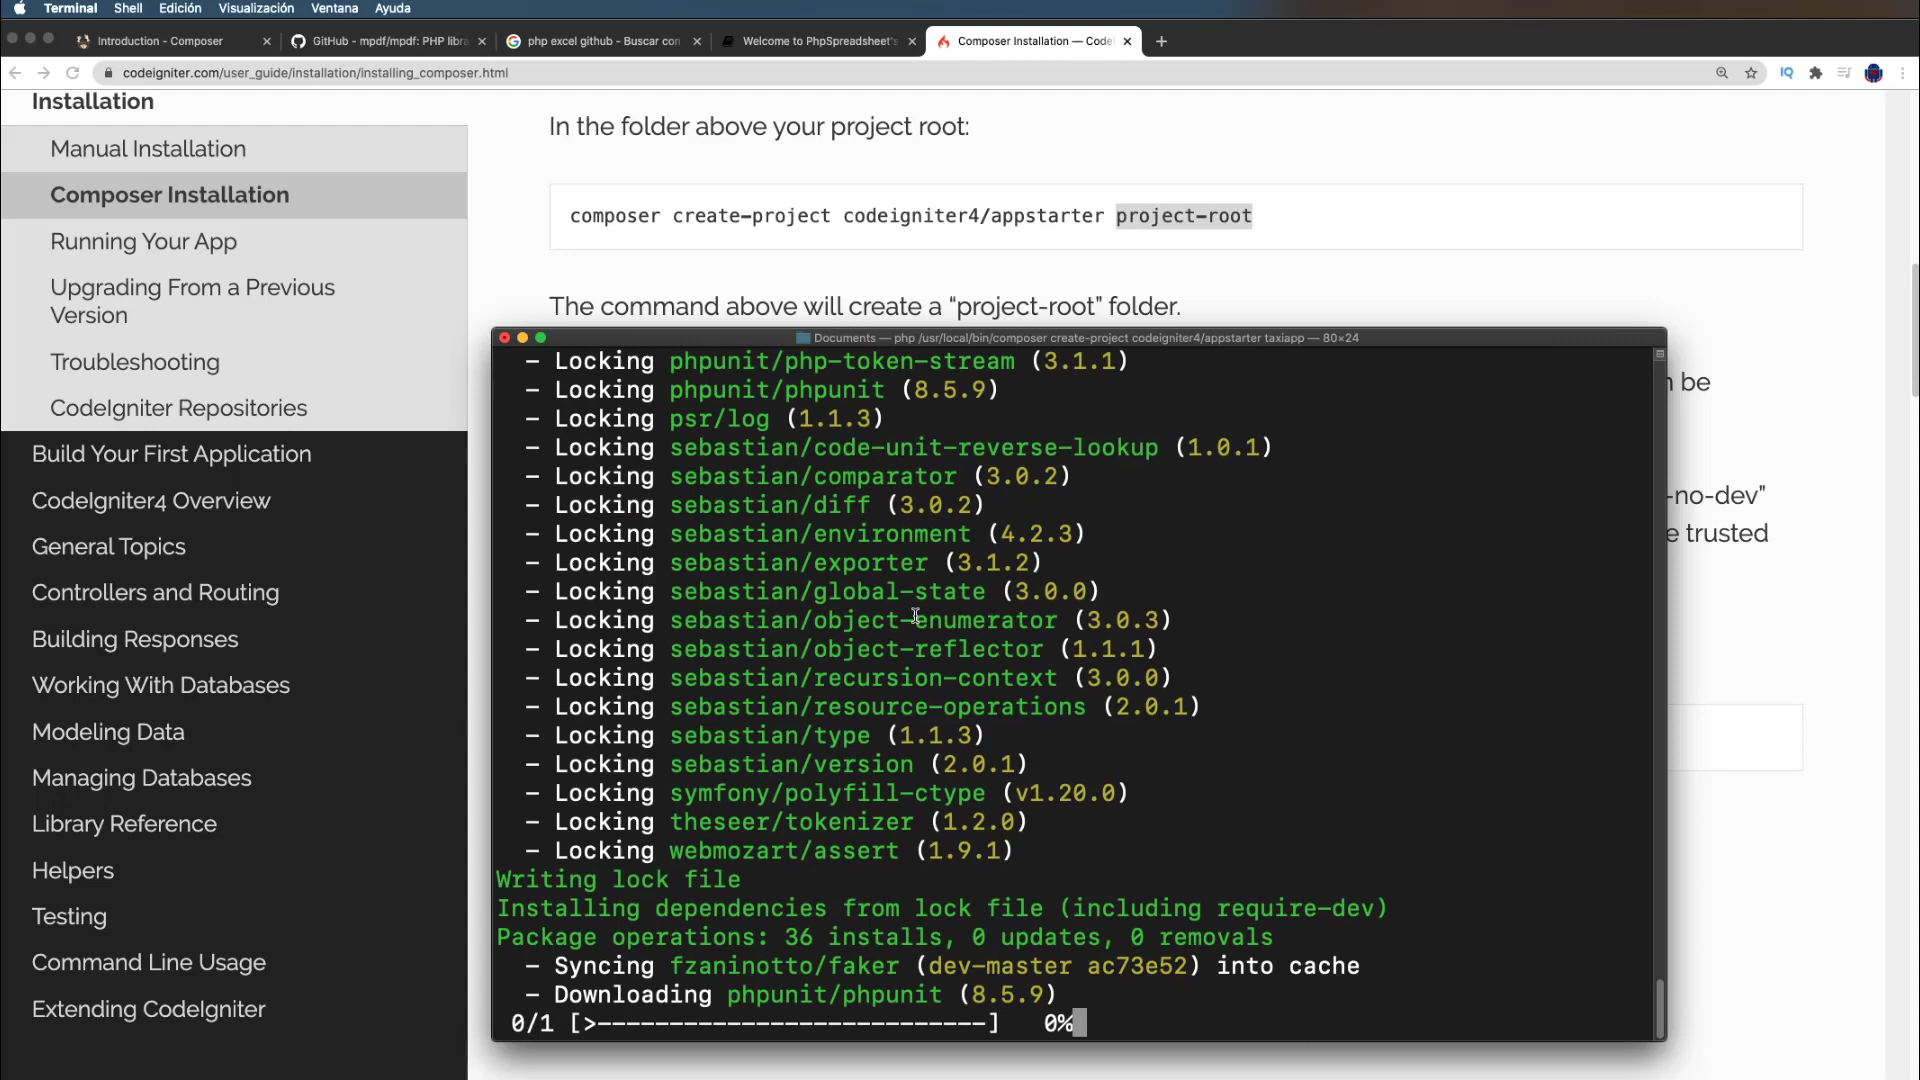 Terminal Shell Edición Visualización Ventana Ayuda
Introduction - Composer
GitHub - mpdf/mpdf: PHP libra
php excel github - Buscar con
Welcome to PhpSpreadsheet's
Composer Installation — CodeI
codeigniter.com/user_guide/installation/installing_composer.html
IQ
Installation
Manual Installation
Composer Installation
Running Your App
Upgrading From a Previous
Version
Troubleshooting
CodeIgniter Repositories
Build Your First Application
CodeIgniter4 Overview
General Topics
Controllers and Routing
Building Responses
Working With Databases
Modeling Data
Managing Databases
Library Reference
Helpers
Testing
Command Line Usage
Extending CodeIgniter
In the folder above your project root:
composer create-project codeigniter4/appstarter project-root
The command above will create a “project-root” folder.
n be
-no-dev”
e trusted
Documents — php /usr/local/bin/composer create-project codeigniter4/appstarter taxiapp — 80×24
- Locking phpunit/php-token-stream (3.1.1)
- Locking phpunit/phpunit (8.5.9)
- Locking psr/log (1.1.3)
- Locking sebastian/code-unit-reverse-lookup (1.0.1)
- Locking sebastian/comparator (3.0.2)
- Locking sebastian/diff (3.0.2)
- Locking sebastian/environment (4.2.3)
- Locking sebastian/exporter (3.1.2)
- Locking sebastian/global-state (3.0.0)
- Locking sebastian/object-enumerator (3.0.3)
- Locking sebastian/object-reflector (1.1.1)
- Locking sebastian/recursion-context (3.0.0)
- Locking sebastian/resource-operations (2.0.1)
- Locking sebastian/type (1.1.3)
- Locking sebastian/version (2.0.1)
- Locking symfony/polyfill-ctype (v1.20.0)
- Locking theseer/tokenizer (1.2.0)
- Locking webmozart/assert (1.9.1)
Writing lock file
Installing dependencies from lock file (including require-dev)
Package operations: 36 installs, 0 updates, 0 removals
- Syncing fzaninotto/faker (dev-master ac73e52) into cache
- Downloading phpunit/phpunit (8.5.9)
0/1 [>---------------------------] 0%